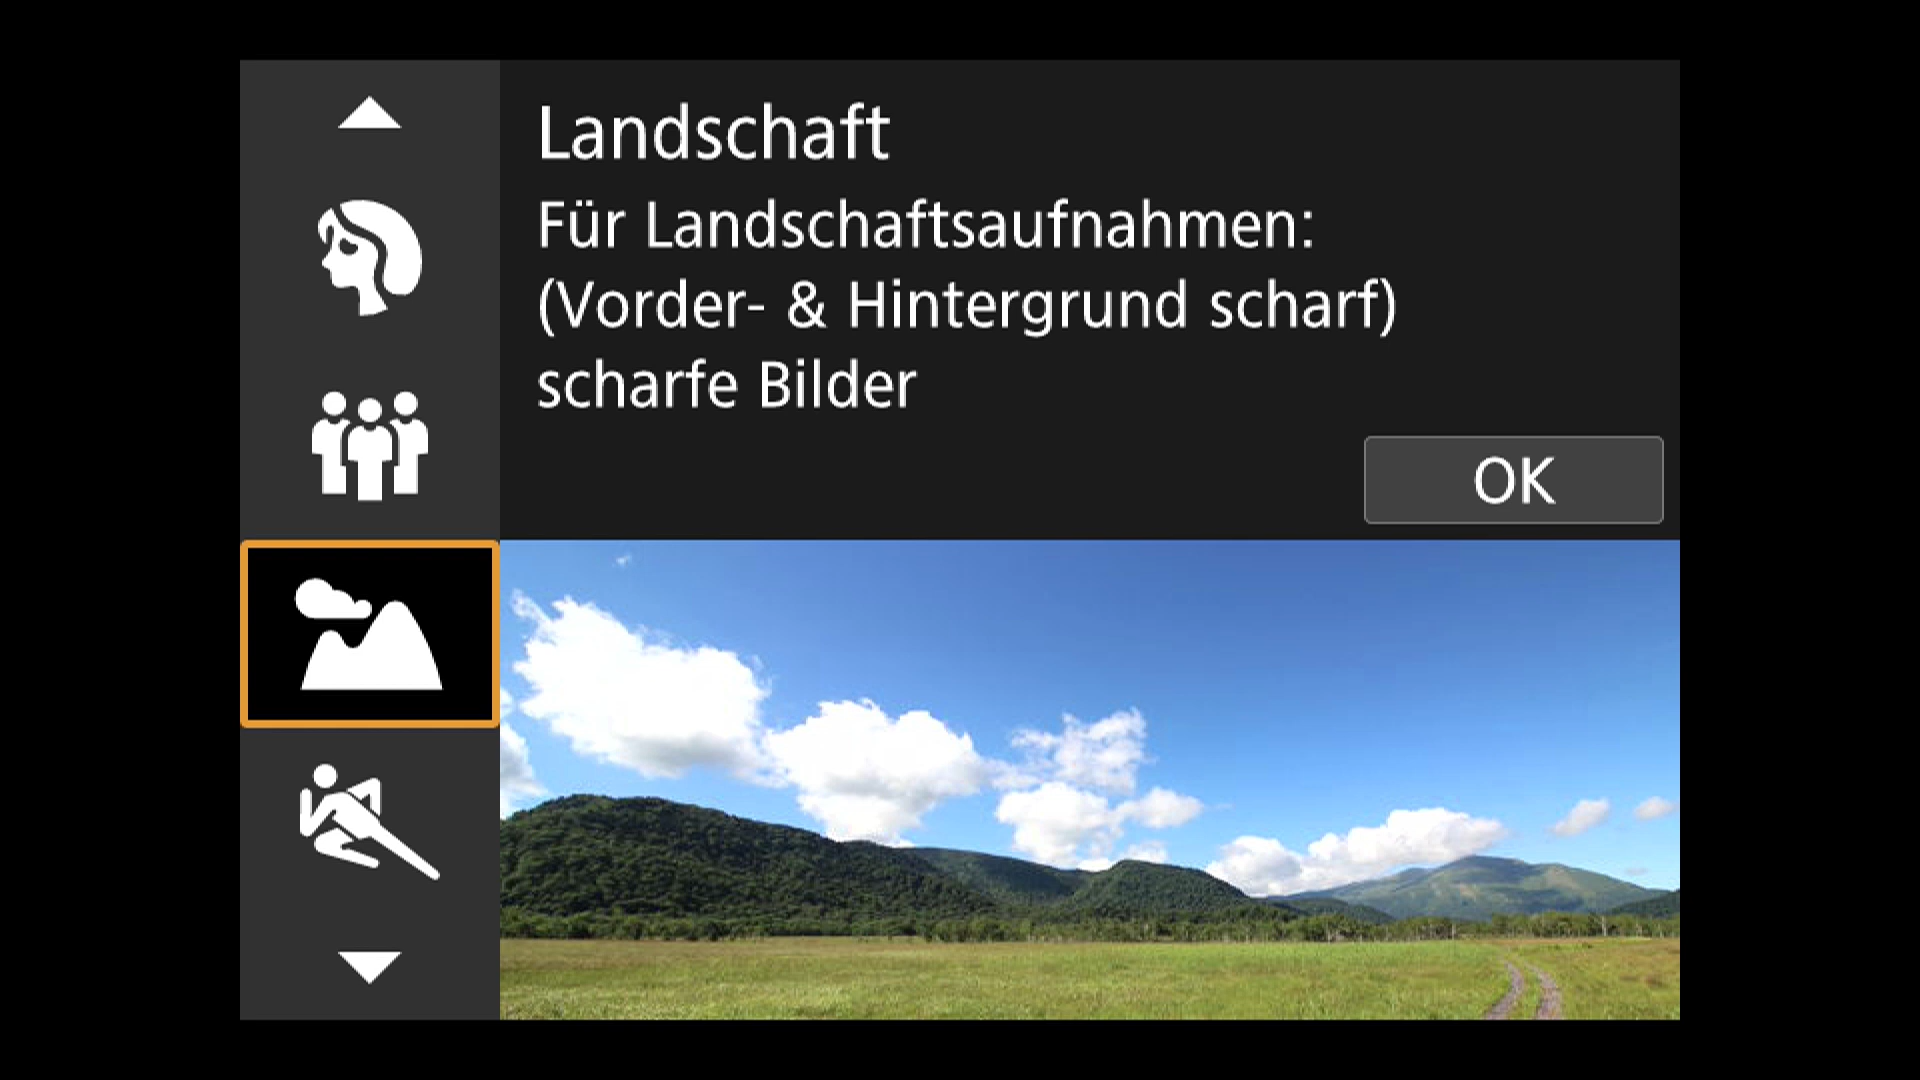 Landschaft
Für Landschaftsaufnahmen:
(Vorder- & Hintergrund scharf)
scharfe Bilder
OK